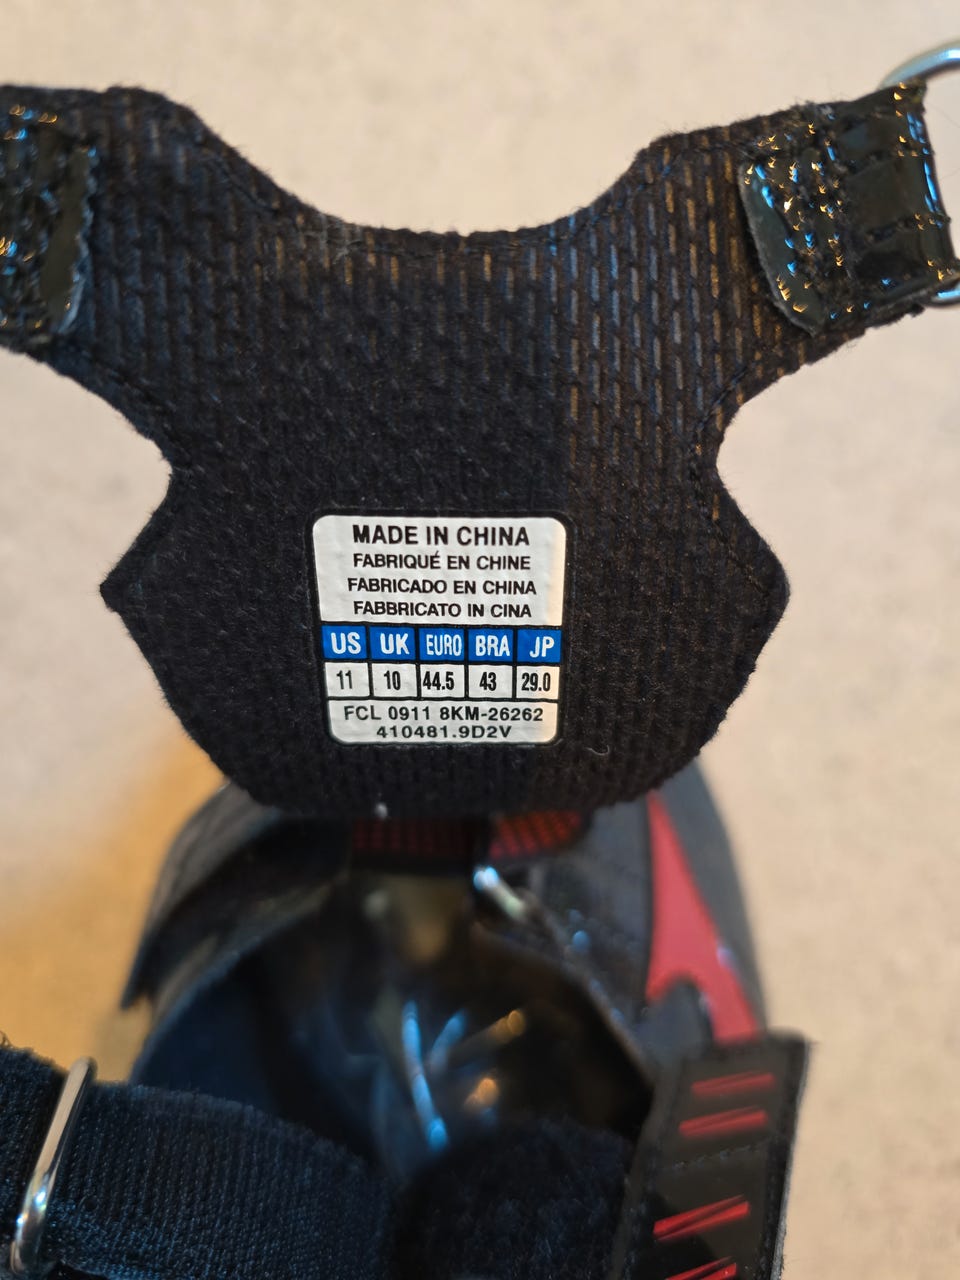 MADE IN CHINA
FABRIQUÉ EN CHINE
FABRICADO EN CHINA
FABBRICATO IN CINA
US UK EURO BRA JP
11 10 44.5 43 29.0
FCL 0911 8KM-26262
410481.9D2V